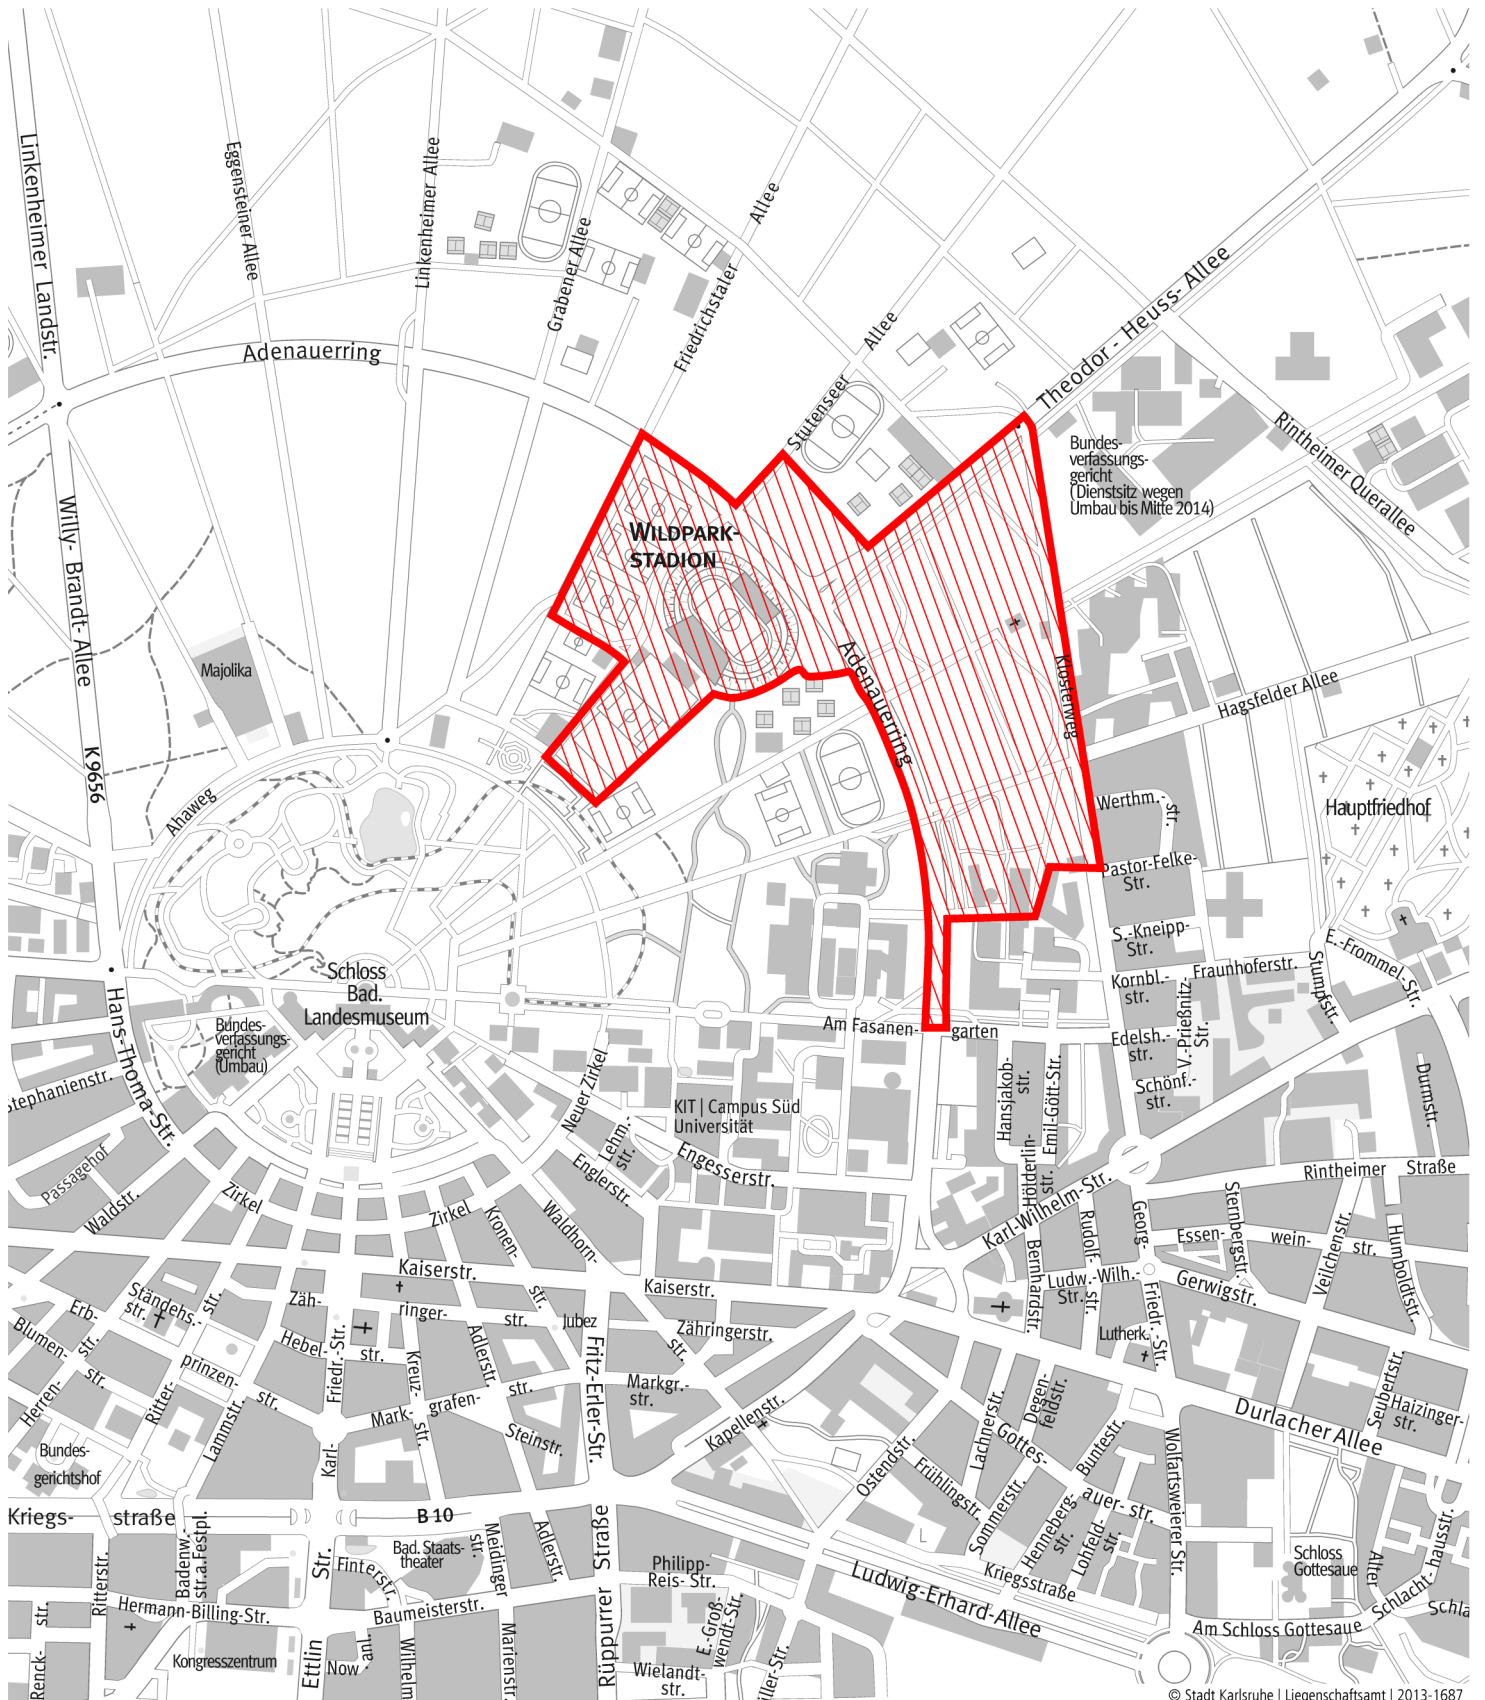 Linkenheimer Landstr.
Eggensteiner Allee
Linkenheimer Allee
Grabener Allee
Friedrichstaler
Allee
Stutenseer
Allee
Theodor - Heuss- Allee
Adenauerring
Rintheimer Querallee
Bundes-
verfassungs-
gericht
(Dienstsitz wegen
Umbau bis Mitte 2014)
WILDPARK-
STADION
Willy- Brandt- Allee
K 9656
Majolika
Adenauerring
Klosterweg
Hagsfelder Allee
Ahaweg
Werthm.-
str.
Hauptfriedhof
Pastor-Felke-
Str.
S.-Kneipp-
Str.
E.-Frommel-Str.
Kornbl.-
str.
Fraunhoferstr.
Stumpfstr.
V.-Prießnitz-
Str.
Schloss
Bad.
Landesmuseum
Hans-Thoma-Str.
Bundes-
verfassungs-
gericht
(Umbau)
Am Fasanen-
garten
Edelsh.-
str.
Schönf.-
str.
Durmstr.
Stephanienstr.
Neuer Zirkel
Hansjakob-
str.
Emil-Gött-Str.
KIT | Campus Süd
Universität
Lehm.-
str.
Passagehof
Waldstr.
Zirkel
Zirkel
Englerstr.
Engesserstr.
Hölderlin-
str.
Karl-Wilhelm-Str.
Rintheimer Straße
Kronen-
str.
Waldhorn-
str.
Bernhardstr.
Rudolf-
str.
Georg-
Friedr.-Str.
Essen-
wein-
str.
Sternbergstr.
Veilchenstr.
Humboldtstr.
Kaiserstr.
Kaiserstr.
Ludw.-Wilh.-
Str.
Gerwigstr.
Ständehs.-
str.
Erb-
prinzen-
str.
Blumen-
str.
Zäh-
ringer-
str.
Zähringerstr.
Jubez
Hebel-
str.
Friedr.-Str.
Karl-
Kreuz-
str.
Adlerstr.
Fritz-Erler-Str.
Lutherk.
Markgr.-
str.
Mark-
grafen-
str.
Herren-
str.
Ritter-
str.
Lammstr.
Steinstr.
Kapellenstr.
Ostendstr.
Lachnerstr.
Degen-
feldstr.
Durlacher Allee
Seubertstr.
Haizinger-
str.
Bundes-
gerichtshof
Gottes-
auer- str.
Buntestr.
Wolfartsweierer Str.
Frühlingstr.
Sommerstr.
Henneberg-
str.
Lohfeld-
str.
Kriegs-
straße
B 10
Bad. Staats-
theater
Meidinger
str.
Adlerstr.
Rüppurrer Straße
Philipp-
Reis- Str.
Ludwig-Erhard-Allee
Kriegsstraße
Schloss
Gottesaue
Alter
Schlacht- hausstr.
Schla
Ritterstr.
Badenw.-
str.a.Festpl.
Finterstr.
Str.
Ettlin
Hermann-Billing-Str.
Baumeisterstr.
E.-Groß-
wendt-Str.
Am Schloss Gottesaue
Renck-
str.
Kongresszentrum
Now
Wilhelm
Marienstr.
Wielandt-
str.
iller-Str.
© Stadt Karlsruhe | Liegenschaftsamt | 2013-1687